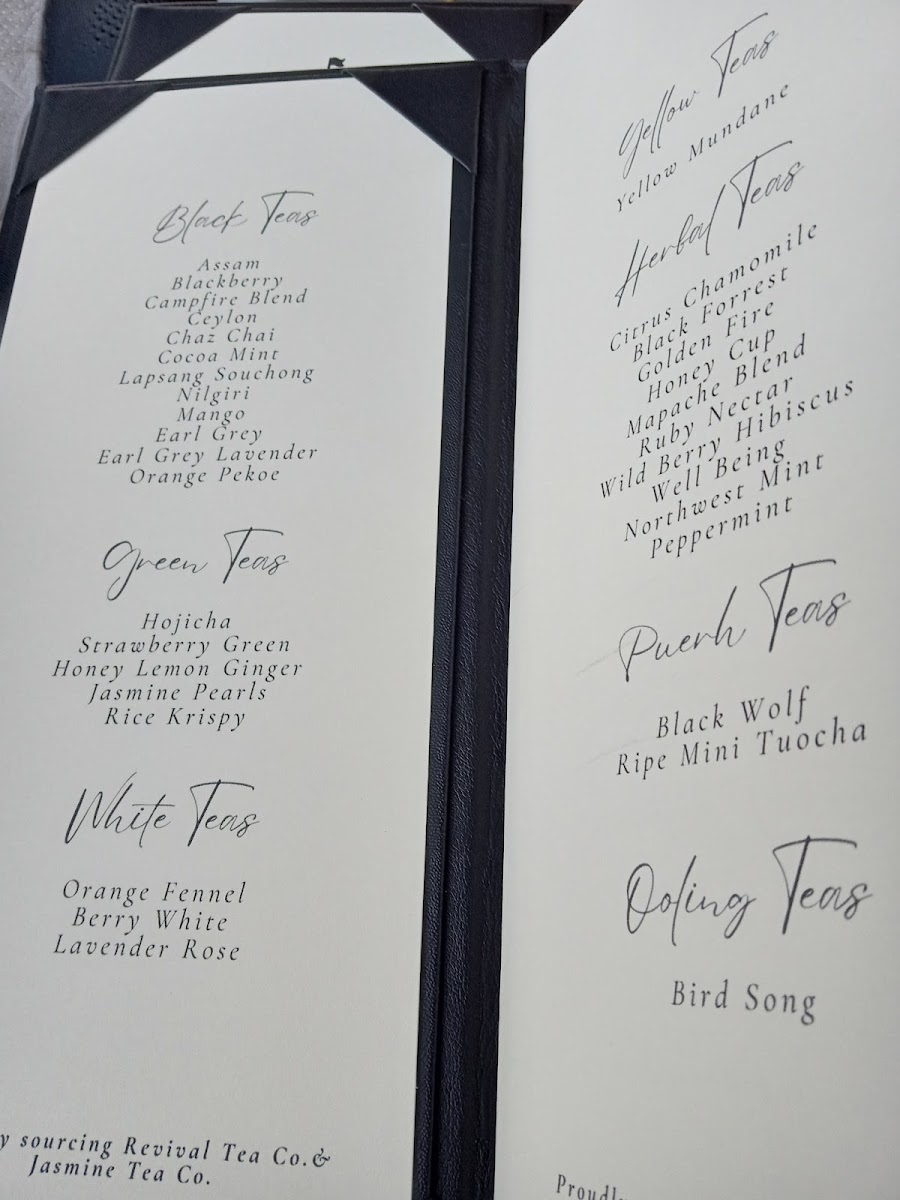 Black Teas
Assam
Blackberry
Campfire Blend
Ceylon
Chaz Chai
Cocoa Mint
Lapsang Souchong
Nilgiri
Mango
Earl Grey
Earl Grey Lavender
Orange Pekoe
Green Teas
Hojicha
Strawberry Green
Honey Lemon Ginger
Jasmine Pearls
Rice Krispy
White Teas
Orange Fennel
Berry White
Lavender Rose
y sourcing Revival Tea Co.&
Jasmine Tea Co.
Yellow Teas
Yellow Mundane
Herbal Teas
Citrus Chamomile
Black Forrest
Golden Fire
Honey Cup
Mapache Blend
Ruby Nectar
Wild Berry Hibiscus
Well Being
Northwest Mint
Peppermint
Puerh Teas
Black Wolf
Ripe Mini Tuocha
Ooling Teas
Bird Song
Proudl